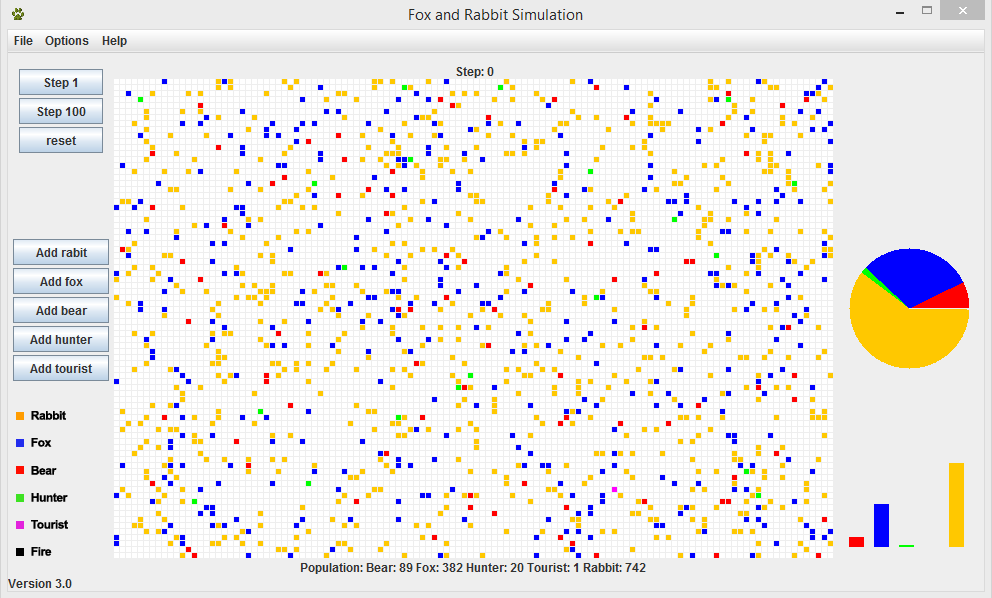 Fox and Rabbit Simulation
File Options Help
Step: 0
Step 1
Step 100
reset
Add rabit
Add fox
Add bear
Add hunter
Add tourist
Rabbit
Fox
Bear
Hunter
Tourist
Fire
Population: Bear: 89 Fox: 382 Hunter: 20 Tourist: 1 Rabbit: 742
Version 3.0